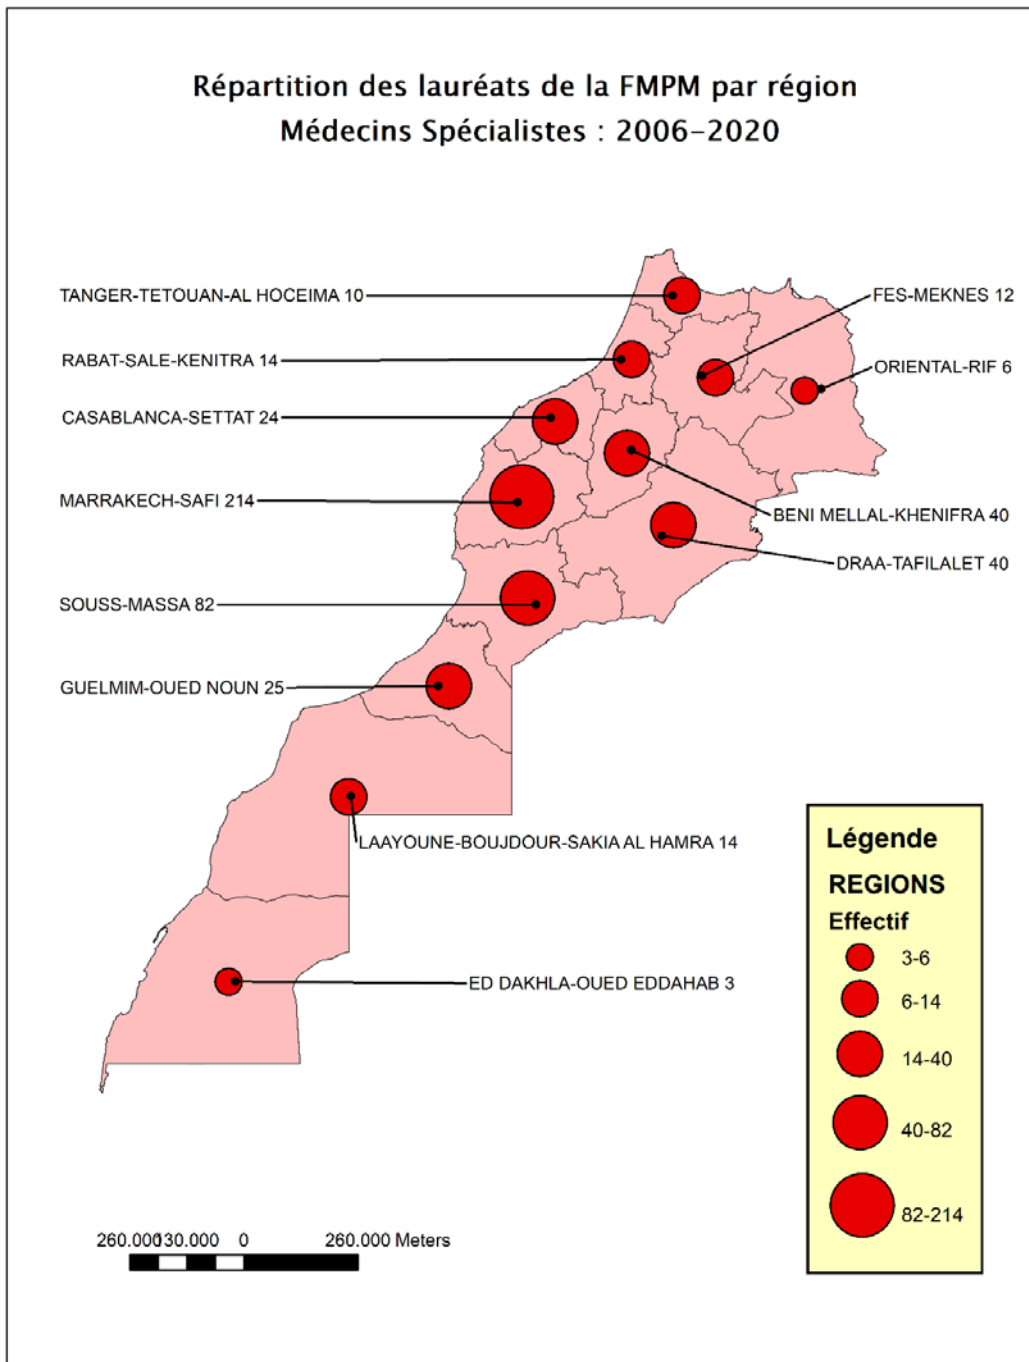 Répartition des lauréats de la FMPM par région
Médecins Spécialistes : 2006-2020
TANGER-TETOUAN-AL HOCEIMA 10
FES-MEKNES 12
RABAT-SALE-KENITRA 14
ORIENTAL-RIF 6
CASABLANCA-SETTAT 24
MARRAKECH-SAFI 214
BENI MELLAL-KHENIFRA 40
DRAA-TAFILALET 40
SOUSS-MASSA 82
GUELMIM-OUED NOUN 25
LAAYOUNE-BOUJDOUR-SAKIA AL HAMRA 14
ED DAKHLA-OUED EDDAHAB 3
Légende
REGIONS
Effectif
3-6
6-14
14-40
40-82
82-214
260.000 130.000 0 260.000 Meters